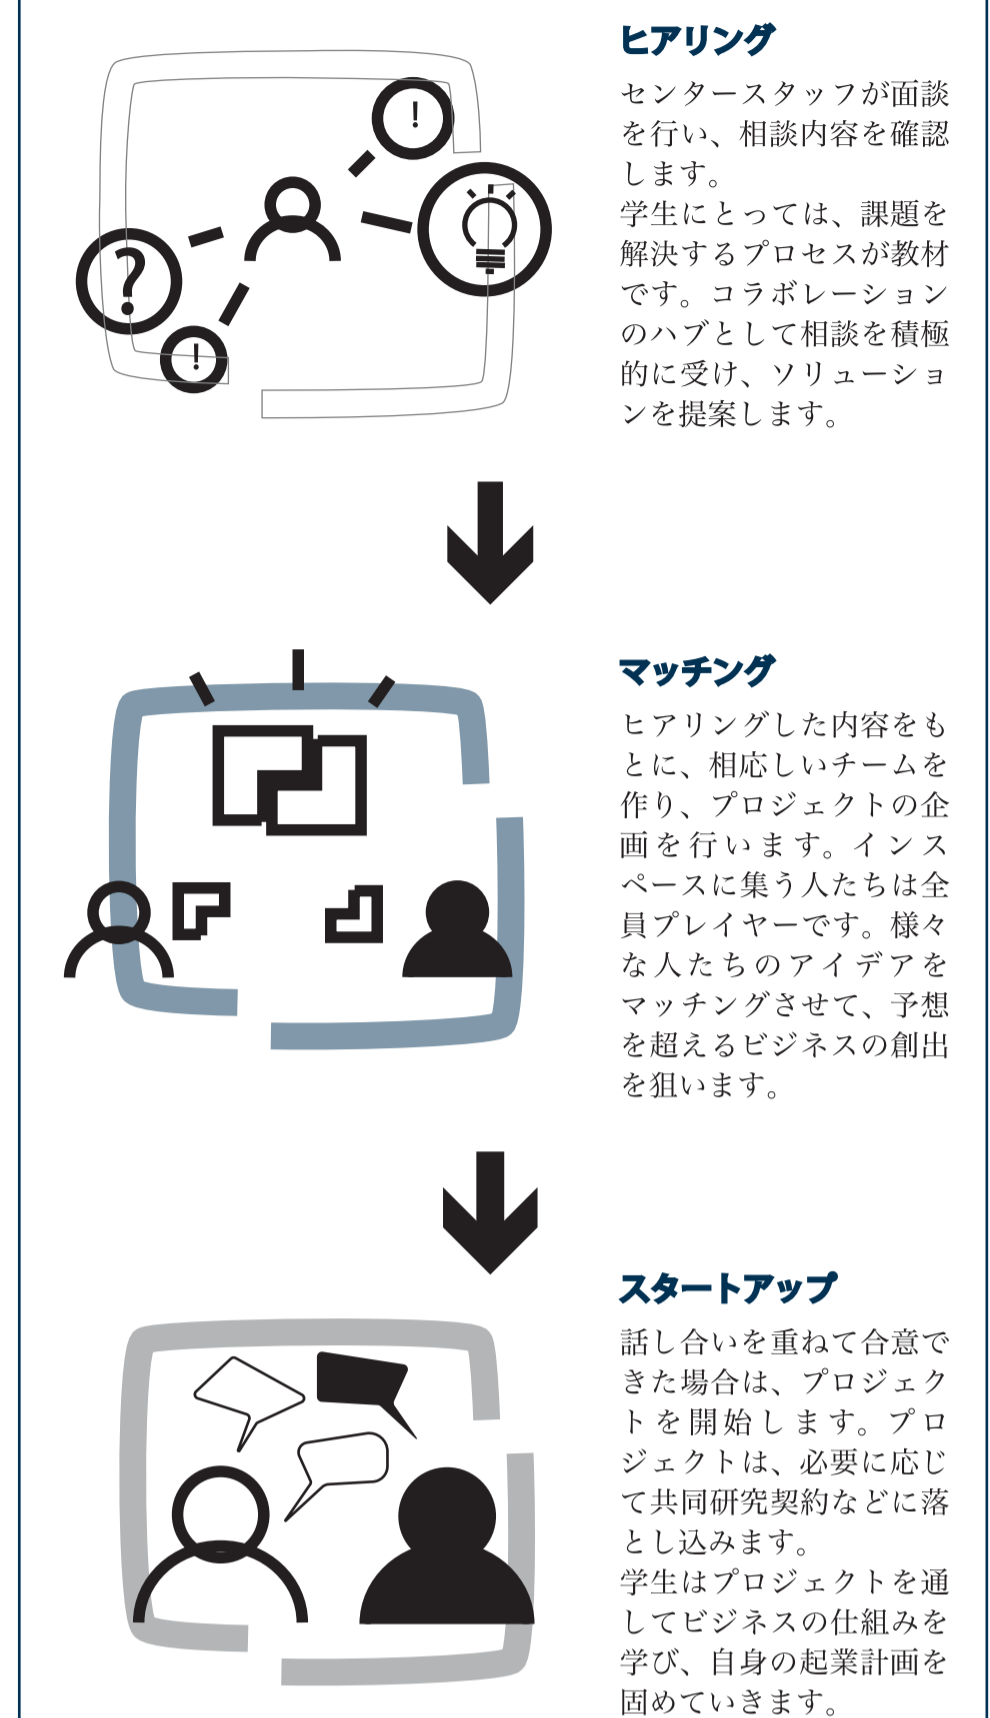 !
?
!
ヒアリング
センタースタッフが面談
を行い、相談内容を確認
します。
学生にとっては、課題を
解決するプロセスが教材
です。コラボレーション
のハブとして相談を積極
的に受け、ソリューショ
ンを提案します。
マッチング
ヒアリングした内容をも
とに、相応しいチームを
作り、プロジェクトの企
画を行います。インス
ペースに集う人たちは全
員プレイヤーです。様々
な人たちのアイデアを
マッチングさせて、予想
を超えるビジネスの創出
を狙います。
スタートアップ
話し合いを重ねて合意で
きた場合は、プロジェク
トを開始します。プロ
ジェクトは、必要に応じ
て共同研究契約などに落
とし込みます。
学生はプロジェクトを通
してビジネスの仕組みを
学び、自身の起業計画を
固めていきます。